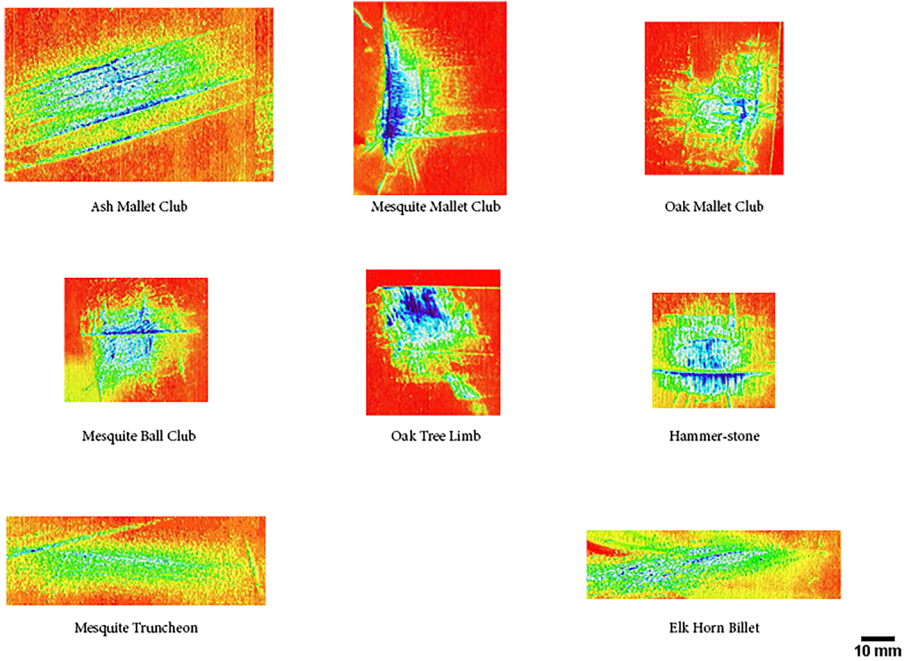 Ash Mallet Club
Mesquite Mallet Club
Oak Mallet Club
Mesquite Ball Club
Oak Tree Limb
Hammer-stone
Mesquite Truncheon
Elk Horn Billet
10 mm